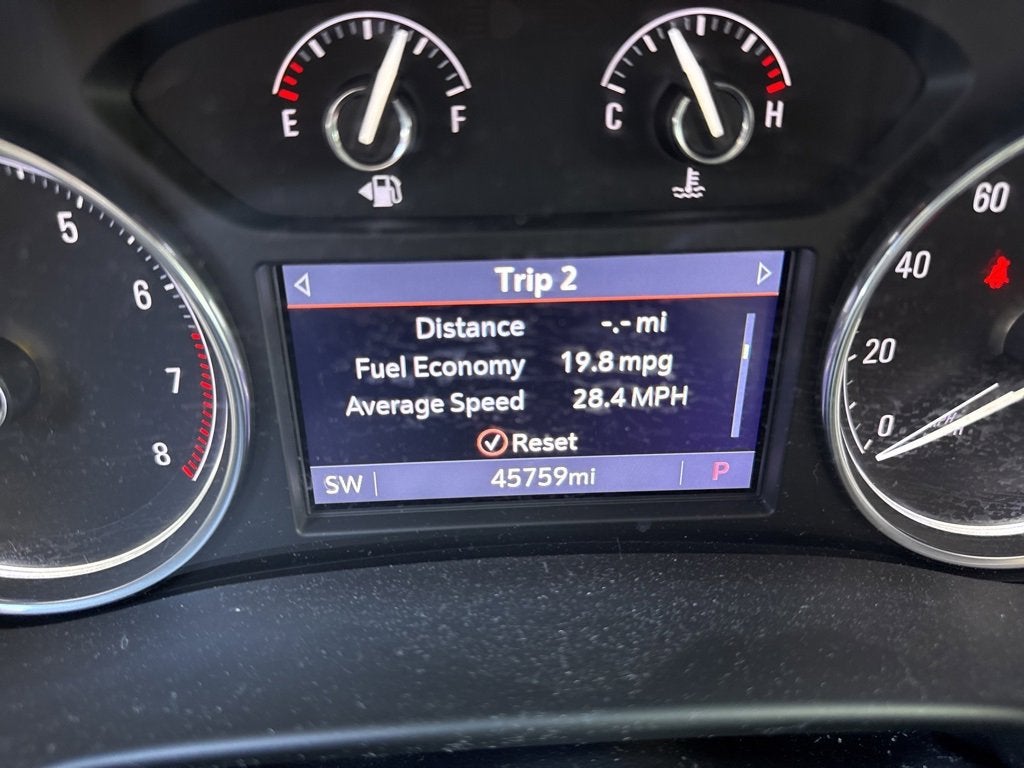 E F
C H
5
6
7
8
60
40
20
0
Trip 2
Distance -.- mi
Fuel Economy 19.8 mpg
Average Speed 28.4 MPH
Reset
SW 45759mi P